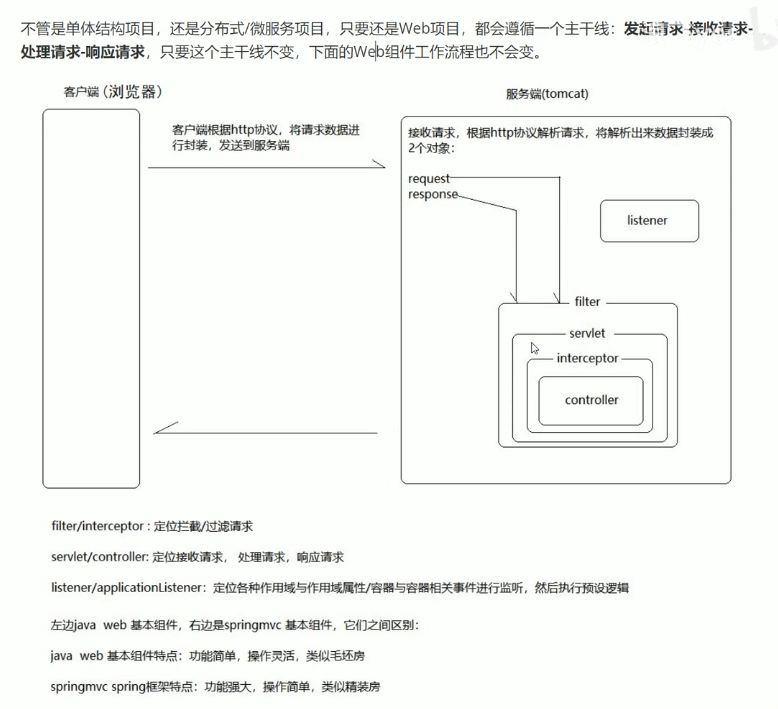 不管是单体结构项目，还是分布式/微服务项目，只要还是Web项目，都会遵循一个主干线：发起请求-接收请求-
处理请求-响应请求，只要这个主干线不变，下面的Web组件工作流程也不会变。
客户端（浏览器）
服务端(tomcat)
客户端根据http协议，将请求数据进
行封装，发送到服务端
接收请求，根据http协议解析请求，将解析出来数据封装成
2个对象：
request
response
listener
filter
servlet
interceptor
controller
filter/interceptor : 定位拦截/过滤请求
servlet/controller: 定位接收请求， 处理请求，响应请求
listener/applicationListener：定位各种作用域与作用域属性/容器与容器相关事件进行监听，然后执行预设逻辑
左边java web 基本组件，右边是springmvc 基本组件，它们之间区别：
java web 基本组件特点：功能简单，操作灵活，类似毛坯房
springmvc spring框架特点：功能强大，操作简单，类似精装房